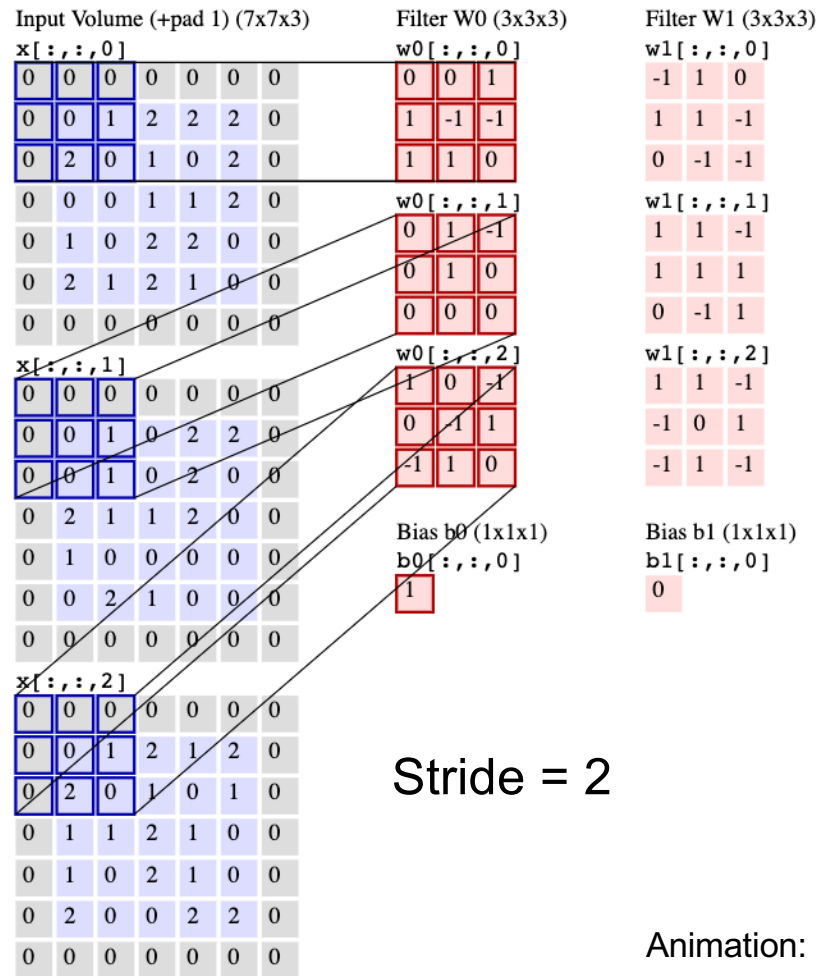 Input Volume (+pad 1) (7x7x3)
x[:,:,0]
0 0 0 0 0 0 0
0 0 1 2 2 2 0
0 2 0 1 0 2 0
0 0 0 1 1 2 0
0 1 0 2 2 0 0
0 2 1 2 1 0 0
0 0 0 0 0 0 0
x[:,:,1]
0 0 0 0 0 0 0
0 0 1 0 2 2 0
0 0 1 0 2 0 0
0 2 1 1 2 0 0
0 1 0 0 0 0 0
0 0 2 1 0 0 0
0 0 0 0 0 0 0
x[:,:,2]
0 0 0 0 0 0 0
0 0 1 2 1 2 0
0 2 0 1 0 1 0
0 1 1 2 1 0 0
0 1 0 2 1 0 0
0 2 0 0 2 2 0
0 0 0 0 0 0 0
Filter W0 (3x3x3)
w0[:,:,0]
0 0 1
1 -1 -1
1 1 0
w0[:,:,1]
0 1 -1
0 1 0
0 0 0
w0[:,:,2]
1 0 -1
0 -1 1
-1 1 0
Bias b0 (1x1x1)
b0[:,:,0]
1
Filter W1 (3x3x3)
w1[:,:,0]
-1 1 0
1 1 -1
0 -1 -1
w1[:,:,1]
1 1 -1
1 1 1
0 -1 1
w1[:,:,2]
1 1 -1
-1 0 1
-1 1 -1
Bias b1 (1x1x1)
b1[:,:,0]
0
Stride = 2
Animation: